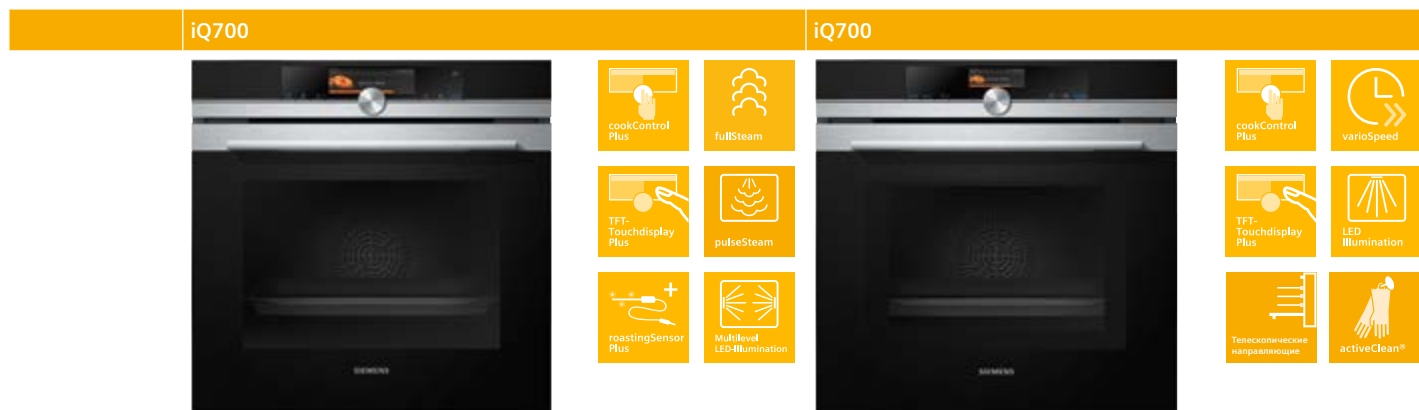 iQ700
iQ700
cookControl
Plus
fullSteam
TFT-
Touchdisplay
Plus
pulseSteam
roastingSensor
Plus
Multilevel
LED-Illumination
SIEMENS
cookControl
Plus
varioSpeed
TFT-
Touchdisplay
Plus
LED
Illumination
Телескопические
направляющие
activeClean®
SIEMENS